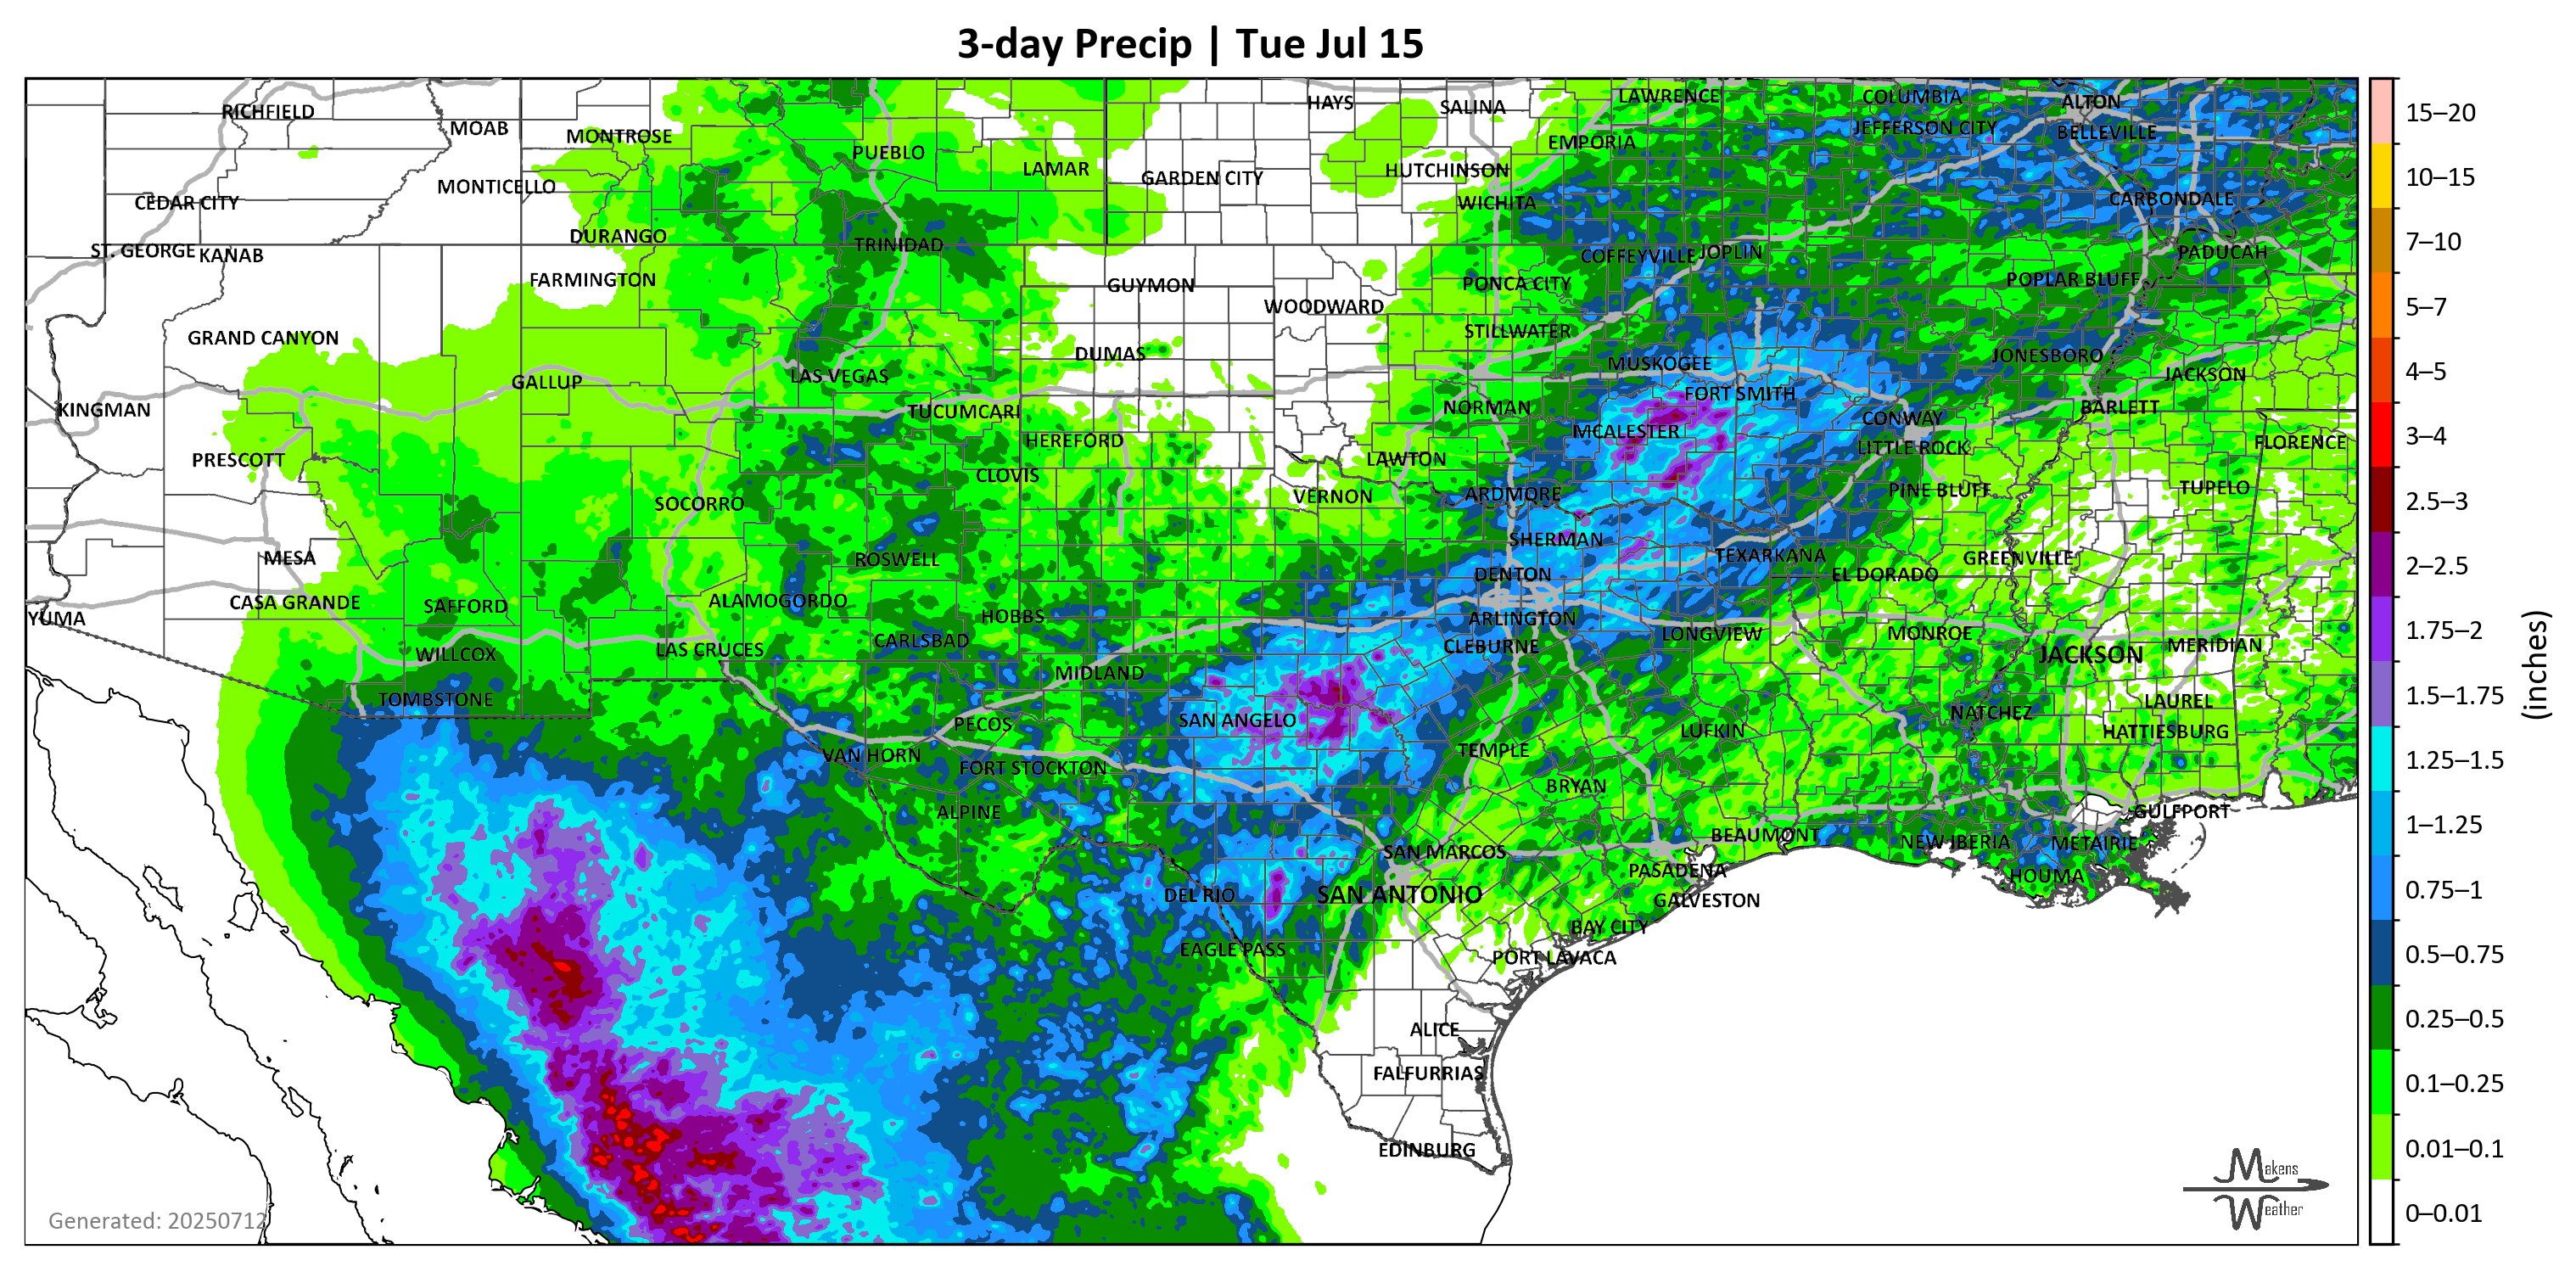 3-day Precip | Tue Jul 15
RICHFIELD
MOAB
MONTROSE
PUEBLO
LAMAR
HAYS
SALINA
LAWRENCE
COLUMBIA
ALTON
EMPORIA
JEFFERSON CITY
BELLEVILLE
CEDAR CITY
MONTICELLO
GARDEN CITY
HUTCHINSON
WICHITA
CARBONDALE
ST. GEORGE
KANAB
DURANGO
TRINIDAD
COFFEYVILLE
JOPLIN
PADUCAH
FARMINGTON
GUYMON
WOODWARD
PONCA CITY
POPLAR BLUFF
GRAND CANYON
DUMAS
STILLWATER
MUSKOGEE
JONESBORO
GALLUP
LAS VEGAS
FORT SMITH
JACKSON
KINGMAN
TUCUMCARI
NORMAN
CONWAY
BARLETT
PRESCOTT
HEREFORD
MCALESTER
LITTLE ROCK
FLORENCE
CLOVIS
LAWTON
SOCORRO
VERNON
ARDMORE
PINE BLUFF
TUPELO
MESA
ROSWELL
SHERMAN
TEXARKANA
GREENVILLE
DENTON
EL DORADO
YUMA
CASA GRANDE
SAFFORD
ALAMOGORDO
HOBBS
ARLINGTON
WILLCOX
LAS CRUCES
CARLSBAD
CLEBURNE
LONGVIEW
MONROE
JACKSON
MERIDIAN
TOMBSTONE
MIDLAND
PECOS
SAN ANGELO
NATCHEZ
LAUREL
VAN HORN
FORT STOCKTON
TEMPLE
LUFKIN
HATTIESBURG
ALPINE
BRYAN
GULFPORT
SAN MARCOS
BEAUMONT
NEW IBERIA
METAIRIE
DEL RIO
SAN ANTONIO
PASADENA
GALVESTON
HOUMA
EAGLE PASS
BAY CITY
PORT LAVACA
ALICE
FALFURRIAS
EDINBURG
Generated: 20250712
Makens
Weather
15–20
10–15
7–10
5–7
4–5
3–4
2.5–3
2–2.5
1.75–2
1.5–1.75
1.25–1.5
1–1.25
0.75–1
0.5–0.75
0.25–0.5
0.1–0.25
0.01–0.1
0–0.01
(inches)